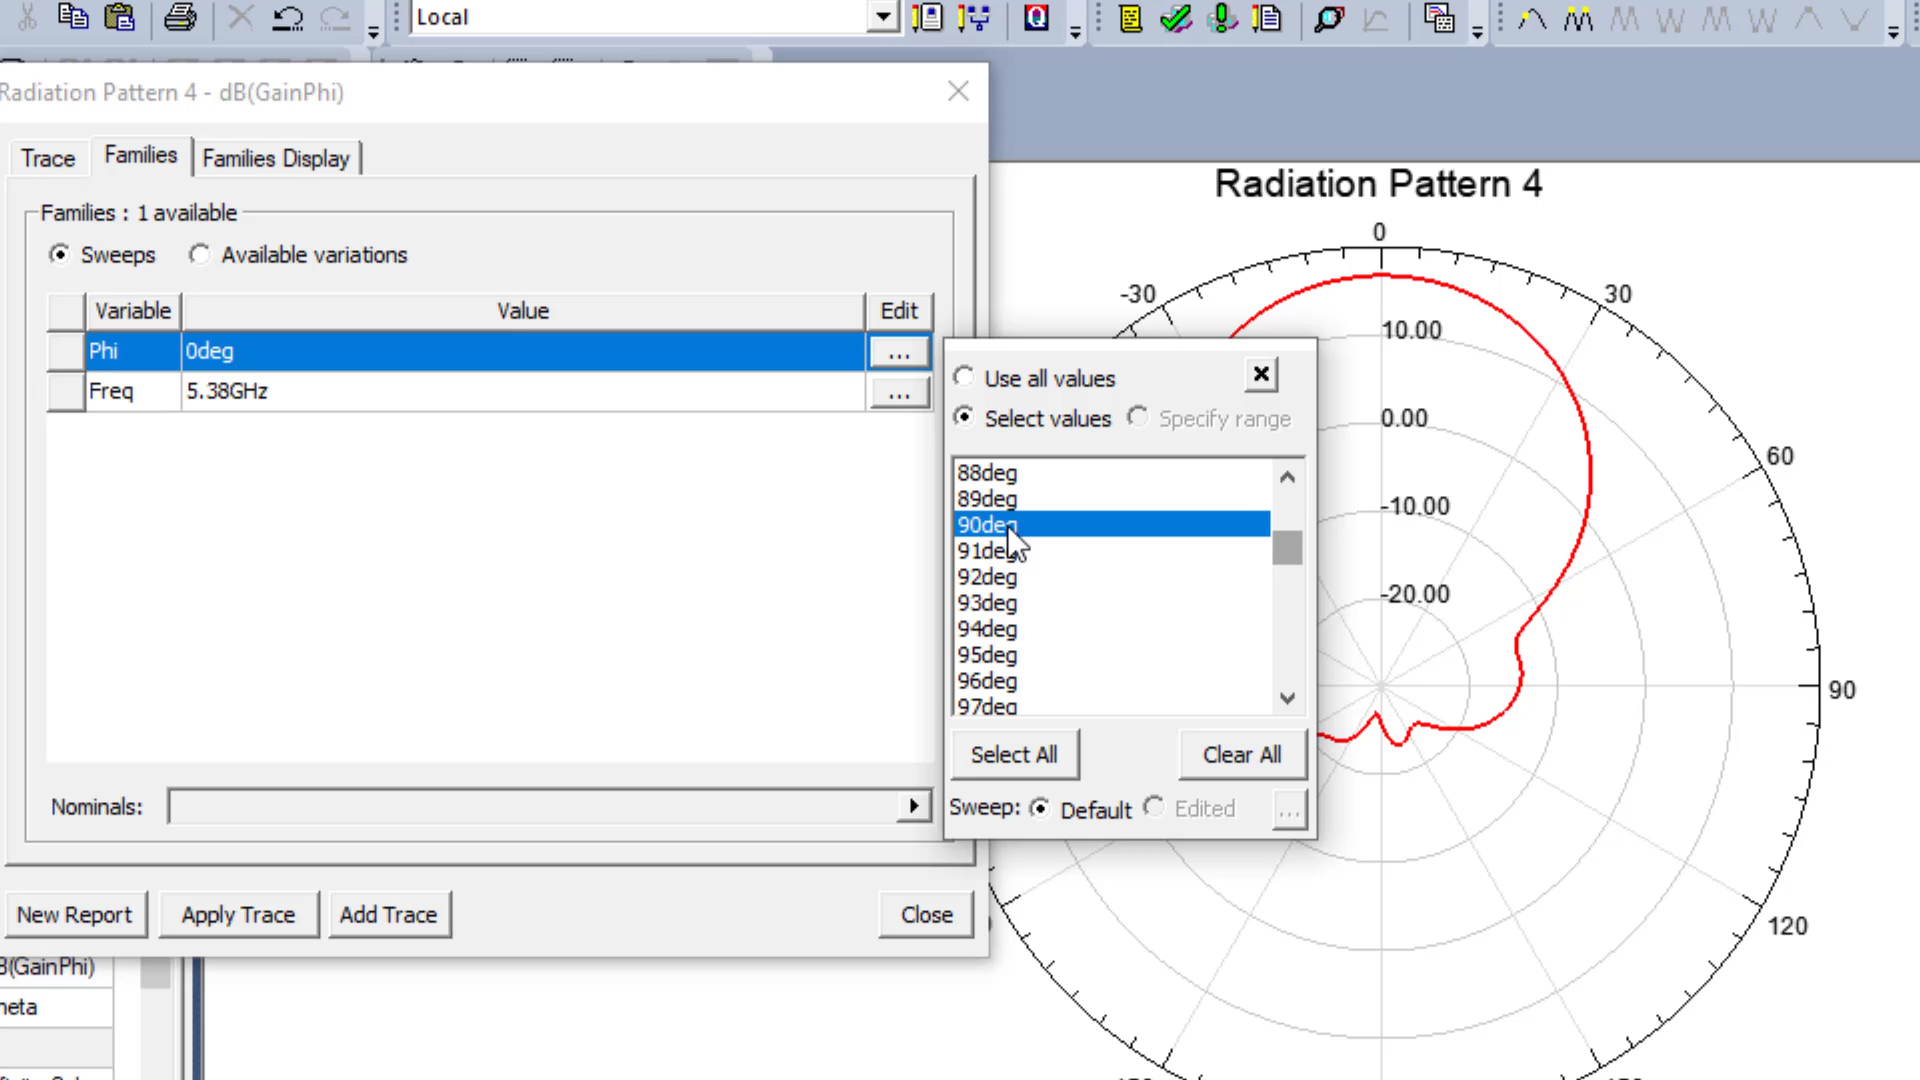 Local
Radiation Pattern 4 - dB(GainPhi)
Trace
Families
Families Display
Families : 1 available
Sweeps
Available variations
Variable
Value
Edit
Phi
0deg
...
Freq
5.38GHz
...
Nominals:
New Report
Apply Trace
Add Trace
Close
Use all values
Select values
Specify range
88deg
89deg
90deg
91deg
92deg
93deg
94deg
95deg
96deg
97deg
Select All
Clear All
Sweep:
Default
Edited
...
Radiation Pattern 4
0
-30
30
10.00
0.00
60
-10.00
-20.00
90
120
B(GainPhi)
heta